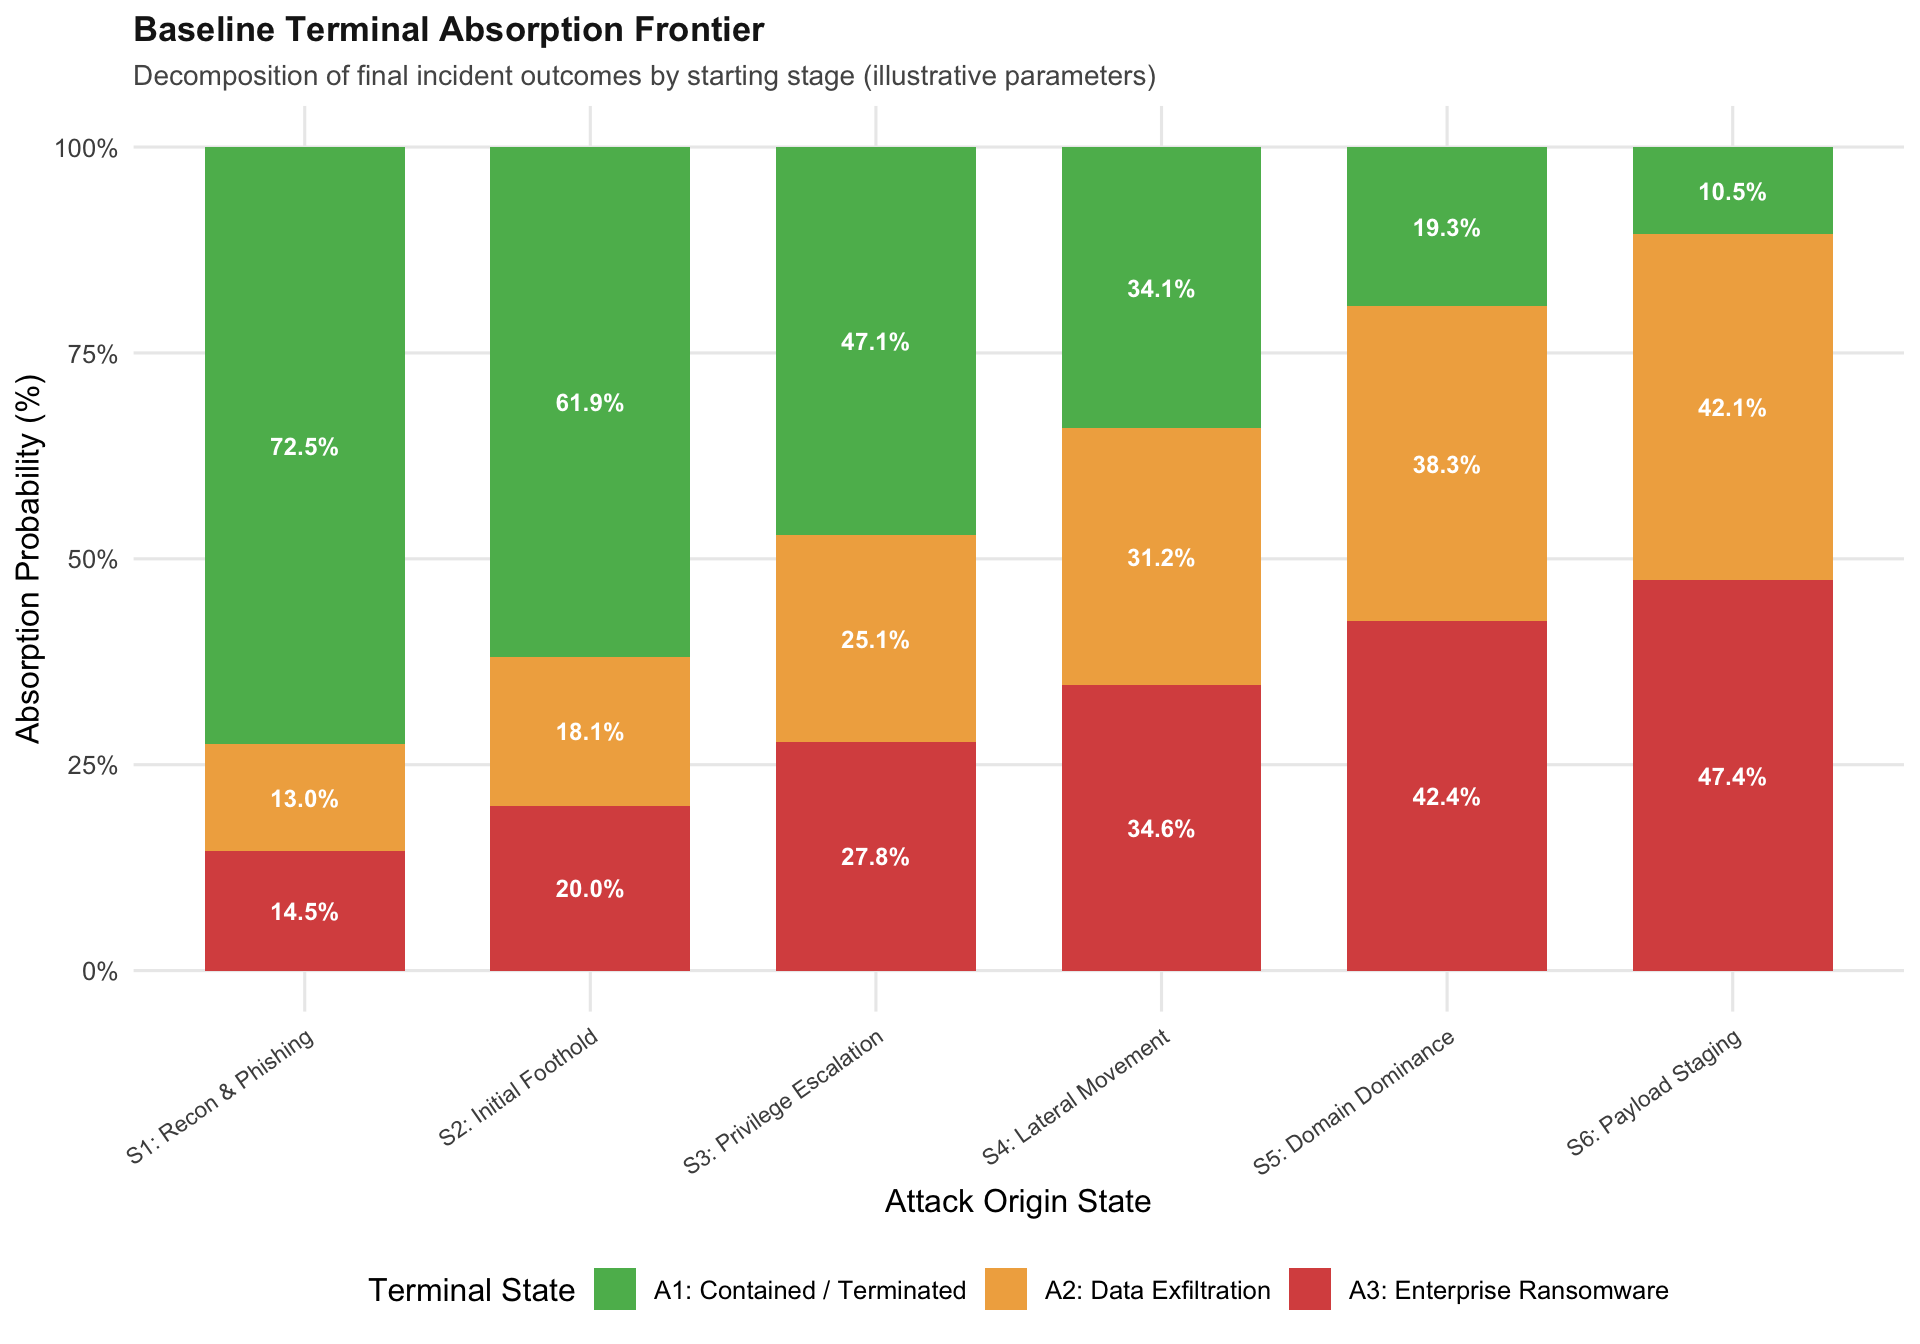 Baseline Terminal Absorption Frontier
Decomposition of final incident outcomes by starting stage (illustrative parameters)
Absorption Probability (%)
100%
75%
50%
25%
0%
72.5%
13.0%
14.5%
61.9%
18.1%
20.0%
47.1%
25.1%
27.8%
34.1%
31.2%
34.6%
19.3%
38.3%
42.4%
10.5%
42.1%
47.4%
S1: Recon & Phishing
S2: Initial Foothold
S3: Privilege Escalation
S4: Lateral Movement
S5: Domain Dominance
S6: Payload Staging
Attack Origin State
Terminal State
A1: Contained / Terminated
A2: Data Exfiltration
A3: Enterprise Ransomware